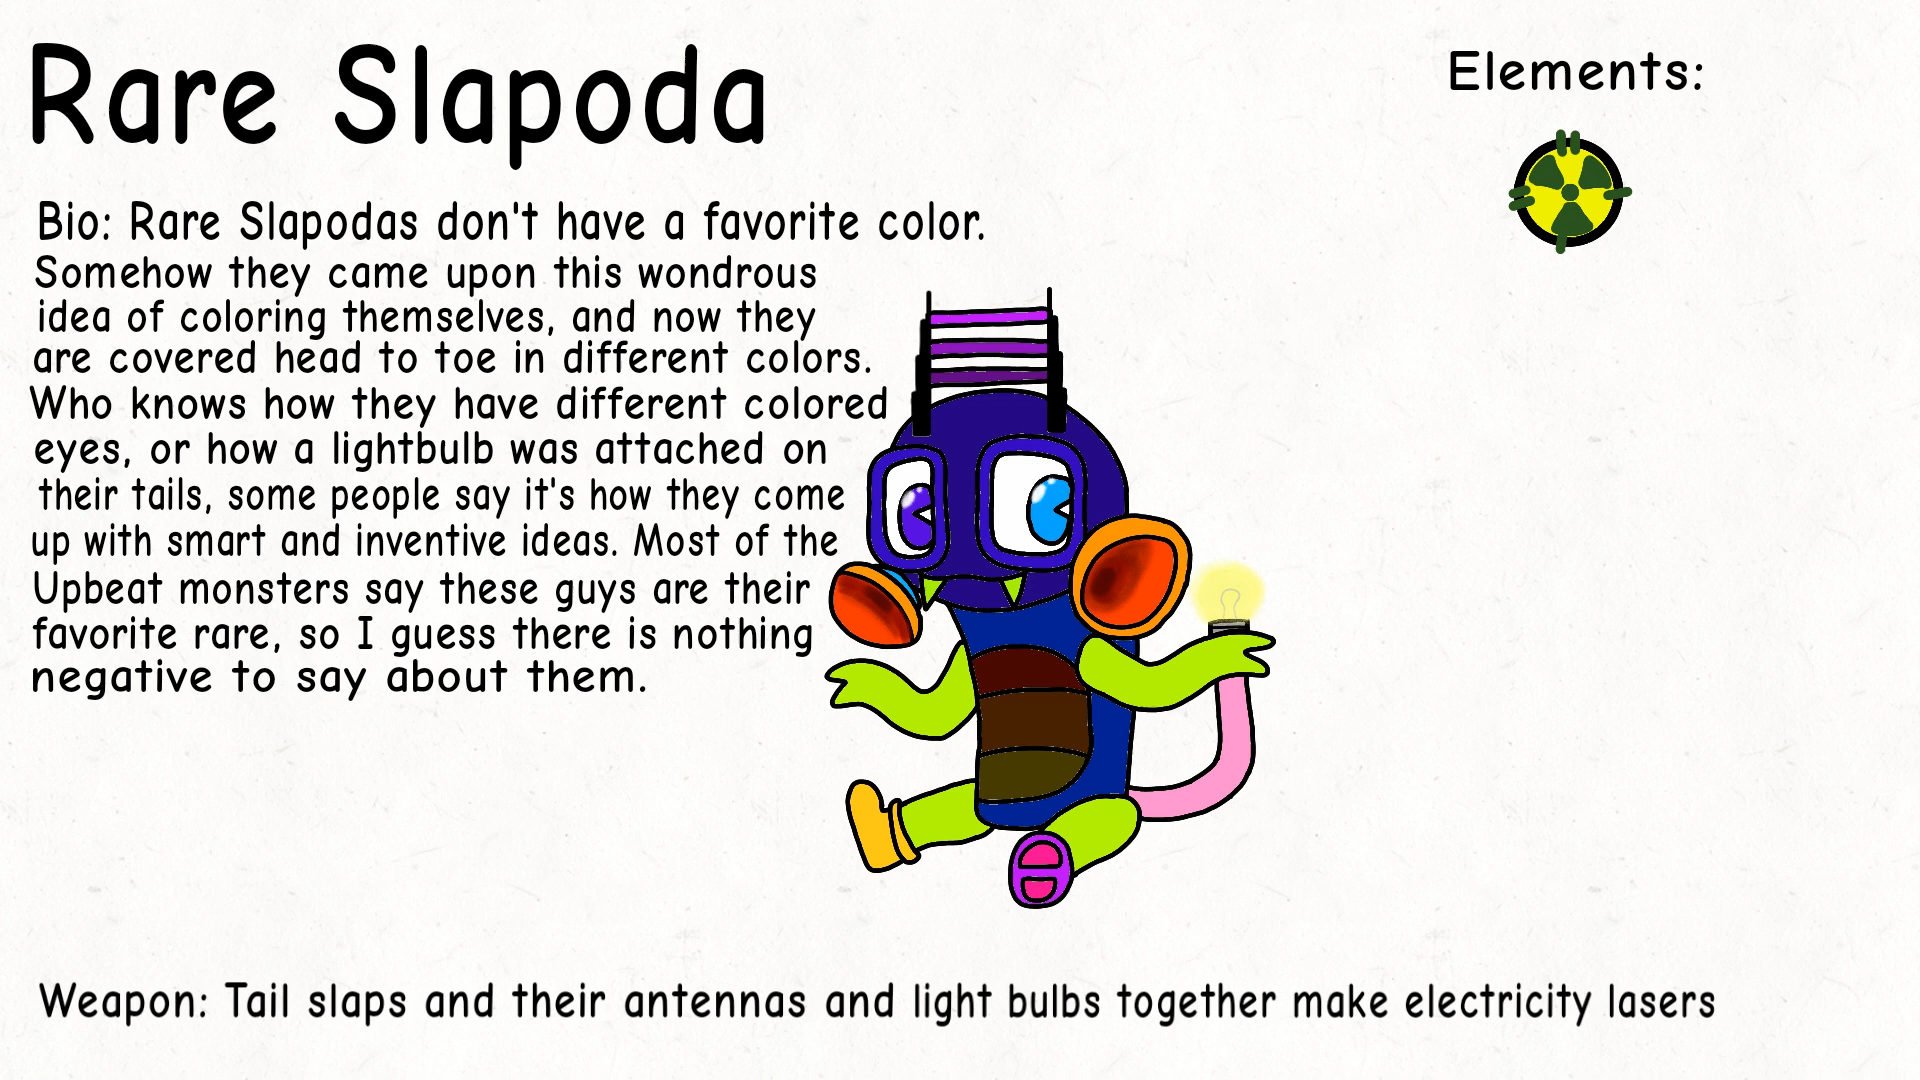 Rare Slapoda
Elements:
Bio: Rare Slapodas don't have a favorite color.
Somehow they came upon this wondrous
idea of coloring themselves, and now they
are covered head to toe in different colors.
Who knows how they have different colored
eyes, or how a lightbulb was attached on
their tails, some people say it's how they come
up with smart and inventive ideas. Most of the
Upbeat monsters say these guys are their
favorite rare, so I guess there is nothing
negative to say about them.
Weapon: Tail slaps and their antennas and light bulbs together make electricity lasers